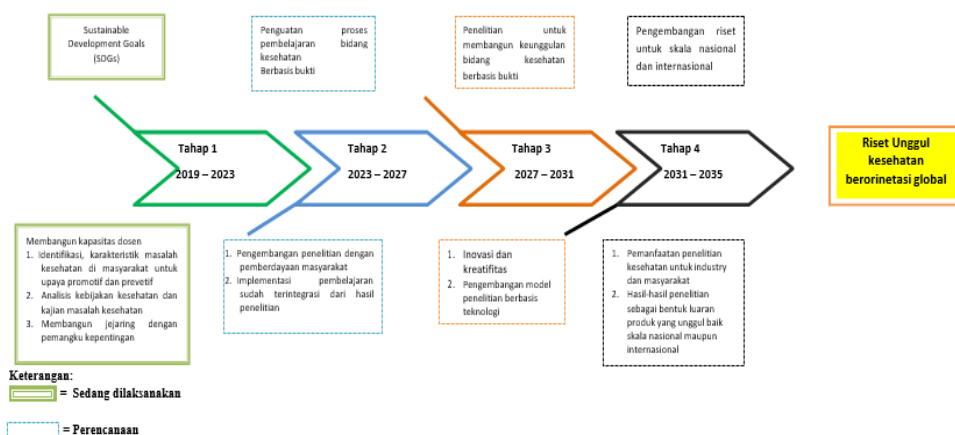 Sustainable
Development Goals
(SDGs)
Penguatan proses
pembelajaran bidang
kesehatan
Berbasis bukti
Penelitian untuk
membangun keunggulan
bidang kesehatan
berbasis bukti
Pengembangan riset
untuk skala nasional
dan internasional
Tahap 1
2019 – 2023
Tahap 2
2023 – 2027
Tahap 3
2027 – 2031
Tahap 4
2031 – 2035
Riset Unggul
kesehatan
berorinetasi global
Membangun kapasitas dosen
1. Identifikasi, karakteristik masalah
kesehatan di masyarakat untuk
upaya promotif dan prevetif
2. Analisis kebijakan kesehatan dan
kajian masalah kesehatan
3. Membangun jejaring dengan
pemangku kepentingan
1. Pengembangan penelitian dengan
pemberdayaan masyarakat
2. Implementasi pembelajaran
sudah terintegrasi dari hasil
penelitian
1. Inovasi dan
kreatifitas
2. Pengembangan model
penelitian berbasis
teknologi
1. Pemanfaatan penelitian
kesehatan untuk industry
dan masyarakat
2. Hasil-hasil penelitian
sebagai bentuk luaran
produk yang unggul baik
skala nasional maupun
internasional
Keterangan:
= Sedang dilaksanakan
= Perencanaan